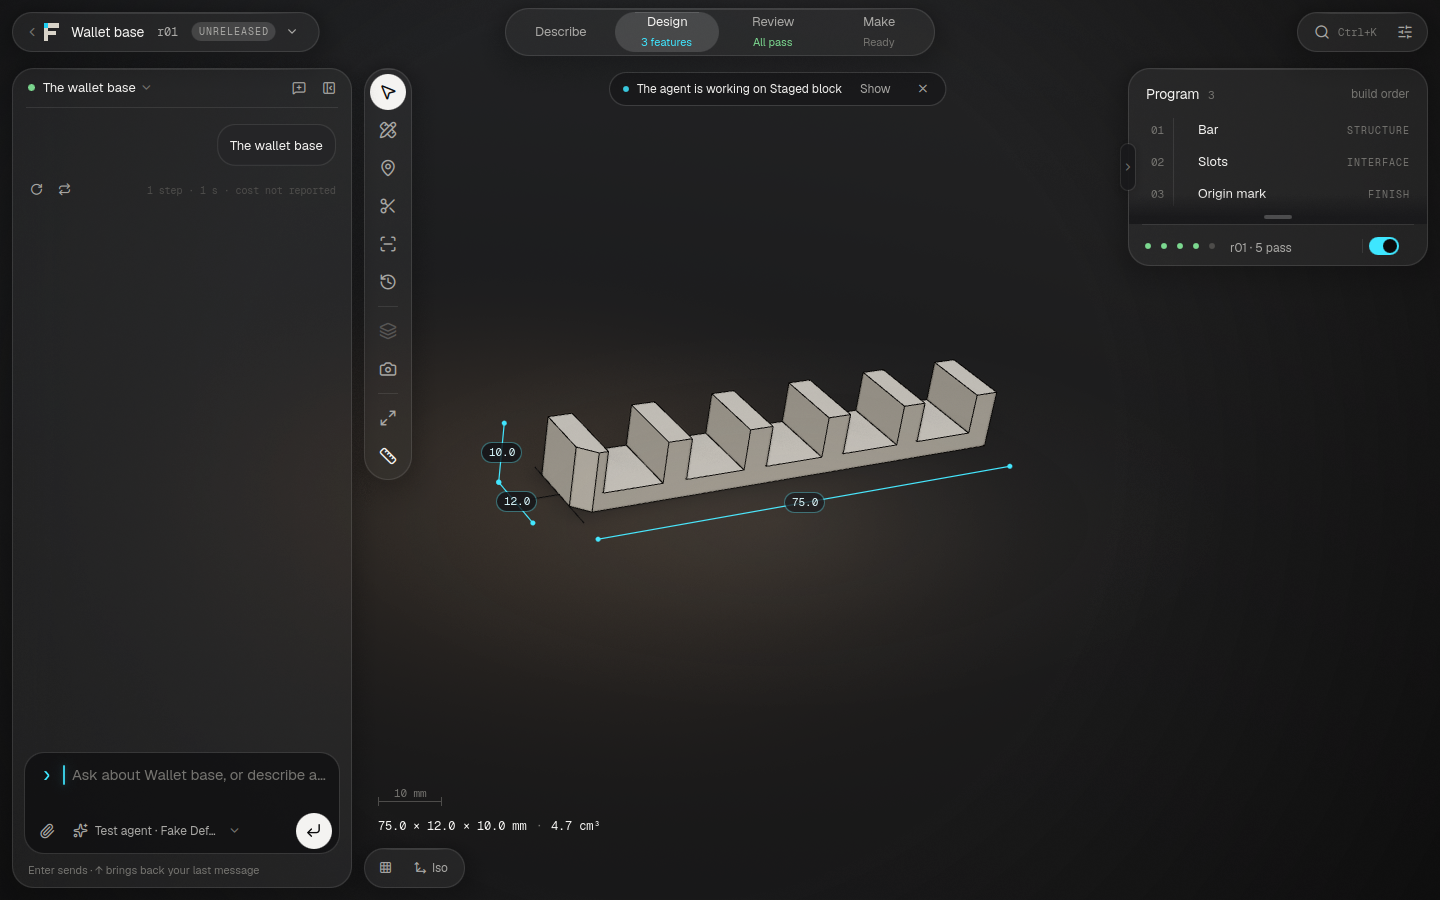 Wallet base r01 UNRELEASED
Describe
Design
3 features
Review
All pass
Make
Ready
Ctrl+K
The wallet base
The wallet base
1 step · 1 s · cost not reported
The agent is working on Staged block Show
Program 3 build order
01 Bar STRUCTURE
02 Slots INTERFACE
03 Origin mark FINISH
r01 · 5 pass
10.0
12.0
75.0
10 mm
75.0 × 12.0 × 10.0 mm · 4.7 cm³
Iso
Ask about Wallet base, or describe a...
Test agent · Fake Def...
Enter sends · ↑ brings back your last message